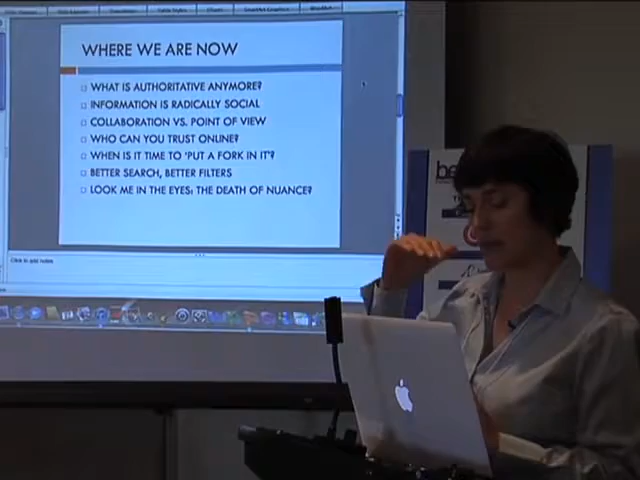 WHERE WE ARE NOW
WHAT IS AUTHORITATIVE ANYMORE?
INFORMATION IS RADICALLY SOCIAL
COLLABORATION VS. POINT OF VIEW
WHO CAN YOU TRUST ONLINE?
WHEN IS IT TIME TO 'PUT A FORK IN IT'?
BETTER SEARCH, BETTER FILTERS
LOOK ME IN THE EYES: THE DEATH OF NUANCE?
Click to add notes